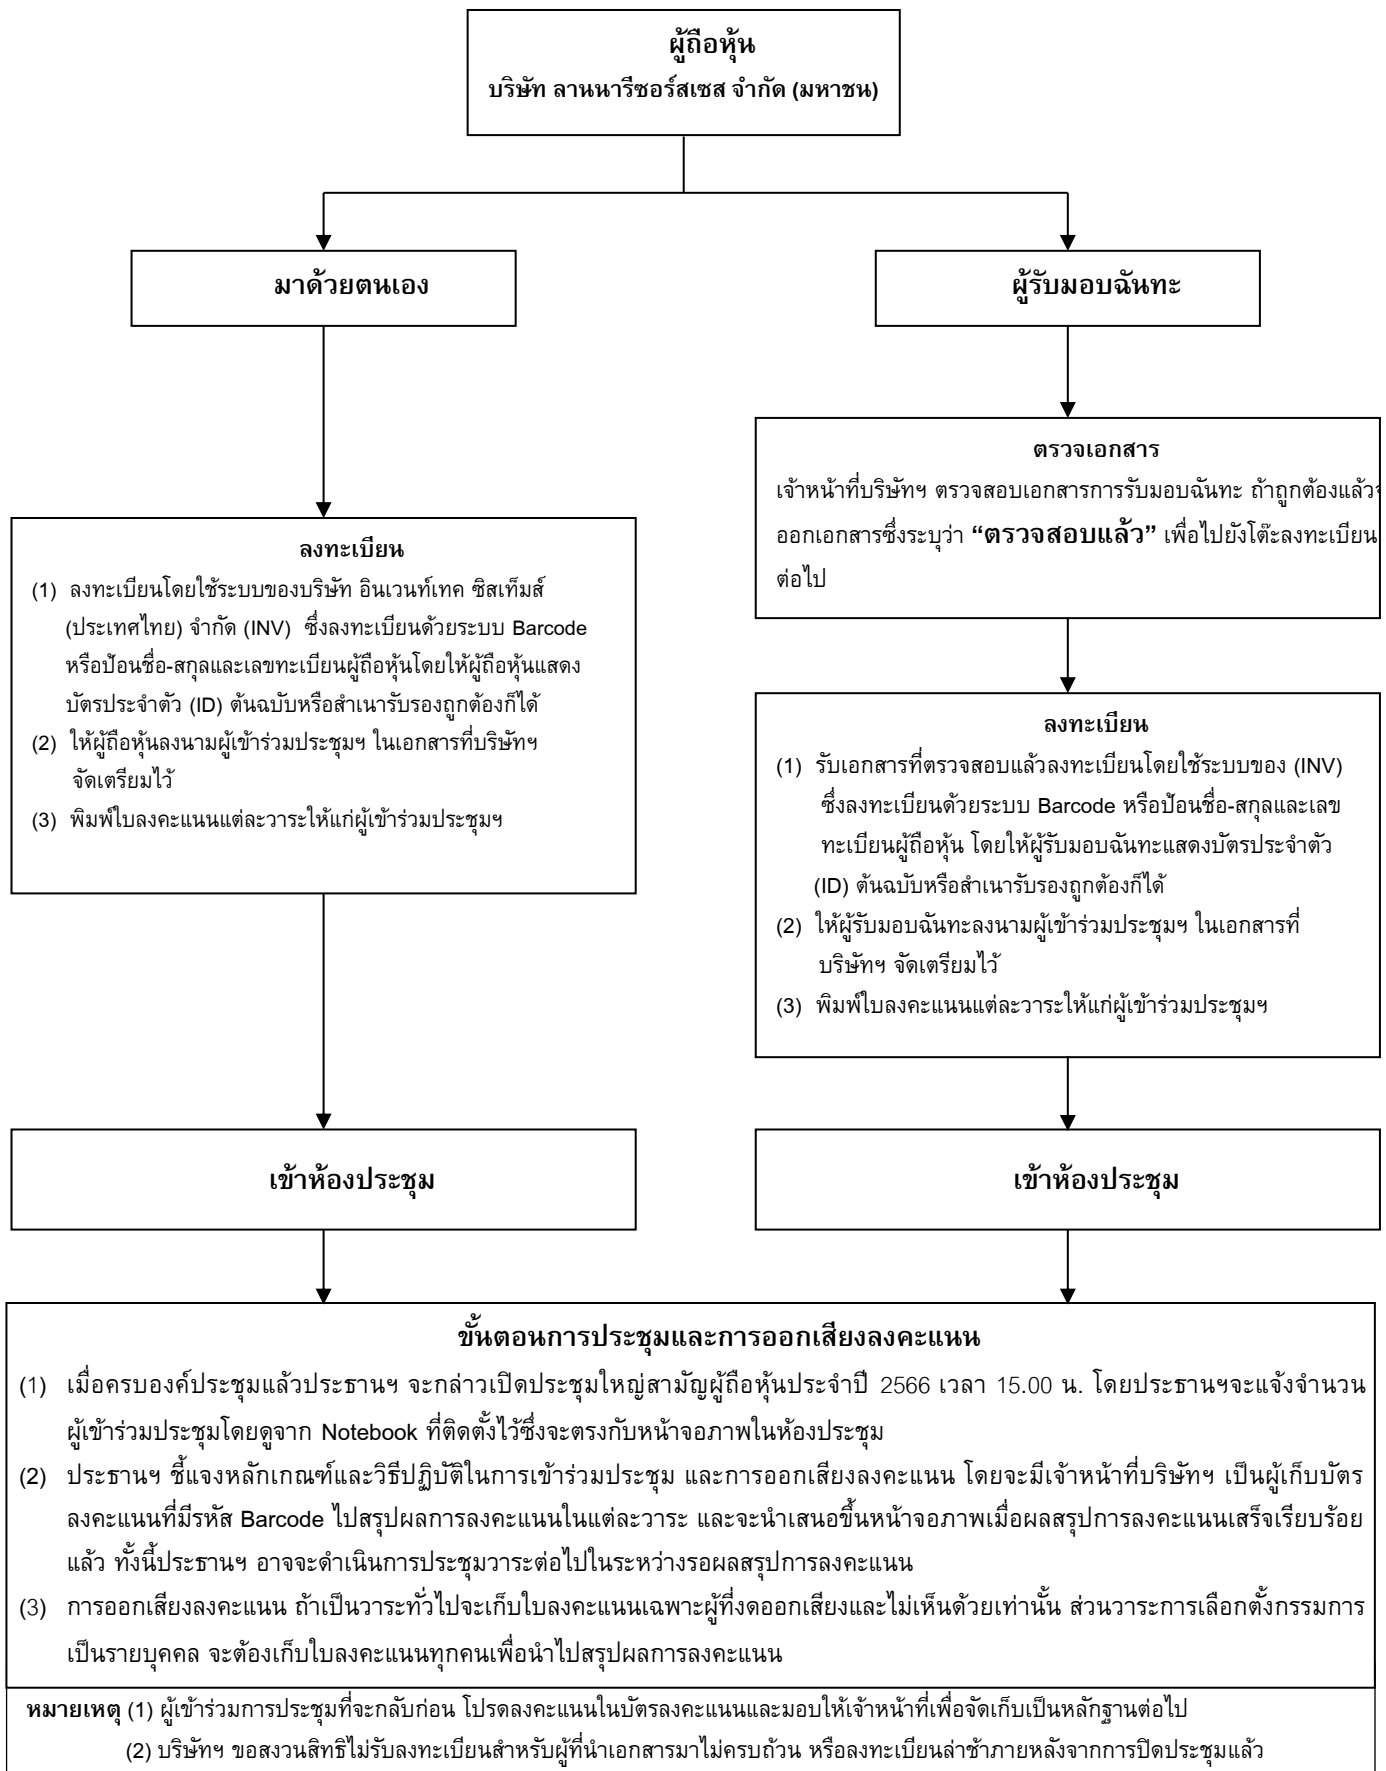 ผู้ถือหุ้น
บริษัท ลานนารีซอร์สเซส จำกัด (มหาชน)
มาด้วยตนเอง
ลงทะเบียน
(1) ลงทะเบียนโดยใช้ระบบของบริษัท อินเวนท์เทค ซิสเท็มส์
(ประเทศไทย) จำกัด (INV) ซึ่งลงทะเบียนด้วยระบบ Barcode
หรือป้อนชื่อ-สกุลและเลขทะเบียนผู้ถือหุ้นโดยให้ผู้ถือหุ้นแสดง
บัตรประจำตัว (ID) ต้นฉบับหรือสำเนารับรองถูกต้องก็ได้
(2) ให้ผู้ถือหุ้นลงนามผู้เข้าร่วมประชุมฯ ในเอกสารที่บริษัทฯ
จัดเตรียมไว้
(3) พิมพ์ใบลงคะแนนแต่ละวาระให้แก่ผู้เข้าร่วมประชุมฯ
เข้าห้องประชุม
ผู้รับมอบฉันทะ
ตรวจเอกสาร
เจ้าหน้าที่บริษัทฯ ตรวจสอบเอกสารการรับมอบฉันทะ ถ้าถูกต้องแล้ว
ออกเอกสารซึ่งระบุว่า “ตรวจสอบแล้ว” เพื่อไปยังโต๊ะลงทะเบียน
ต่อไป
ลงทะเบียน
(1) รับเอกสารที่ตรวจสอบแล้วลงทะเบียนโดยใช้ระบบของ (INV)
ซึ่งลงทะเบียนด้วยระบบ Barcode หรือป้อนชื่อ-สกุลและเลข
ทะเบียนผู้ถือหุ้น โดยให้ผู้รับมอบฉันทะแสดงบัตรประจำตัว
(ID) ต้นฉบับหรือสำเนารับรองถูกต้องก็ได้
(2) ให้ผู้รับมอบฉันทะลงนามผู้เข้าร่วมประชุมฯ ในเอกสารที่
บริษัทฯ จัดเตรียมไว้
(3) พิมพ์ใบลงคะแนนแต่ละวาระให้แก่ผู้เข้าร่วมประชุมฯ
เข้าห้องประชุม
ขั้นตอนการประชุมและการออกเสียงลงคะแนน
(1) เมื่อครบองค์ประชุมแล้วประธานฯ จะกล่าวเปิดประชุมใหญ่สามัญผู้ถือหุ้นประจำปี 2566 เวลา 15.00 น. โดยประธานฯจะแจ้งจำนวน
ผู้เข้าร่วมประชุมโดยดูจาก Notebook ที่ติดตั้งไว้ซึ่งจะตรงกับหน้าจอภาพในห้องประชุม
(2) ประธานฯ ชี้แจงหลักเกณฑ์และวิธีปฏิบัติในการเข้าร่วมประชุม และการออกเสียงลงคะแนน โดยจะมีเจ้าหน้าที่บริษัทฯ เป็นผู้เก็บบัตร
ลงคะแนนที่มีรหัส Barcode ไปสรุปผลการลงคะแนนในแต่ละวาระ และจะนำเสนอขึ้นหน้าจอภาพเมื่อผลสรุปการลงคะแนนเสร็จเรียบร้อย
แล้ว ทั้งนี้ประธานฯ อาจจะดำเนินการประชุมวาระต่อไปในระหว่างรอผลสรุปการลงคะแนน
(3) การออกเสียงลงคะแนน ถ้าเป็นวาระทั่วไปจะเก็บใบลงคะแนนเฉพาะผู้ที่งดออกเสียงและไม่เห็นด้วยเท่านั้น ส่วนวาระการเลือกตั้งกรรมการ
เป็นรายบุคคล จะต้องเก็บใบลงคะแนนทุกคนเพื่อนำไปสรุปผลการลงคะแนน
หมายเหตุ (1) ผู้เข้าร่วมการประชุมที่จะกลับก่อน โปรดลงคะแนนในบัตรลงคะแนนและมอบให้เจ้าหน้าที่เพื่อจัดเก็บเป็นหลักฐานต่อไป
(2) บริษัทฯ ขอสงวนสิทธิไม่รับลงทะเบียนสำหรับผู้ที่นำเอกสารมาไม่ครบถ้วน หรือลงทะเบียนล่าช้าภายหลังจากการปิดประชุมแล้ว